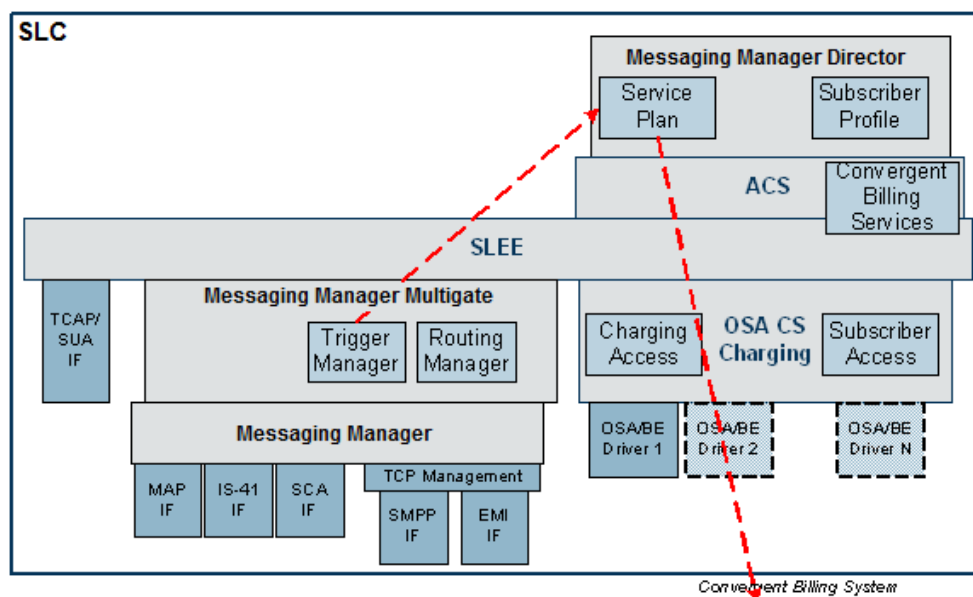 SLC
Messaging Manager Director
Service
Plan
Subscriber
Profile
ACS
Convergent
Billing
Services
SLEE
TCAP/
SUA
IF
Messaging Manager Multigate
Trigger
Manager
Routing
Manager
Charging
Access
OSA CS
Charging
Subscriber
Access
Messaging Manager
MAP
IF
IS-41
IF
SCA
IF
TCP Management
SMPP
IF
EMI
IF
OSA/BE
Driver 1
OSA/BE
Driver 2
OSA/BE
Driver N
Convergent Billing System